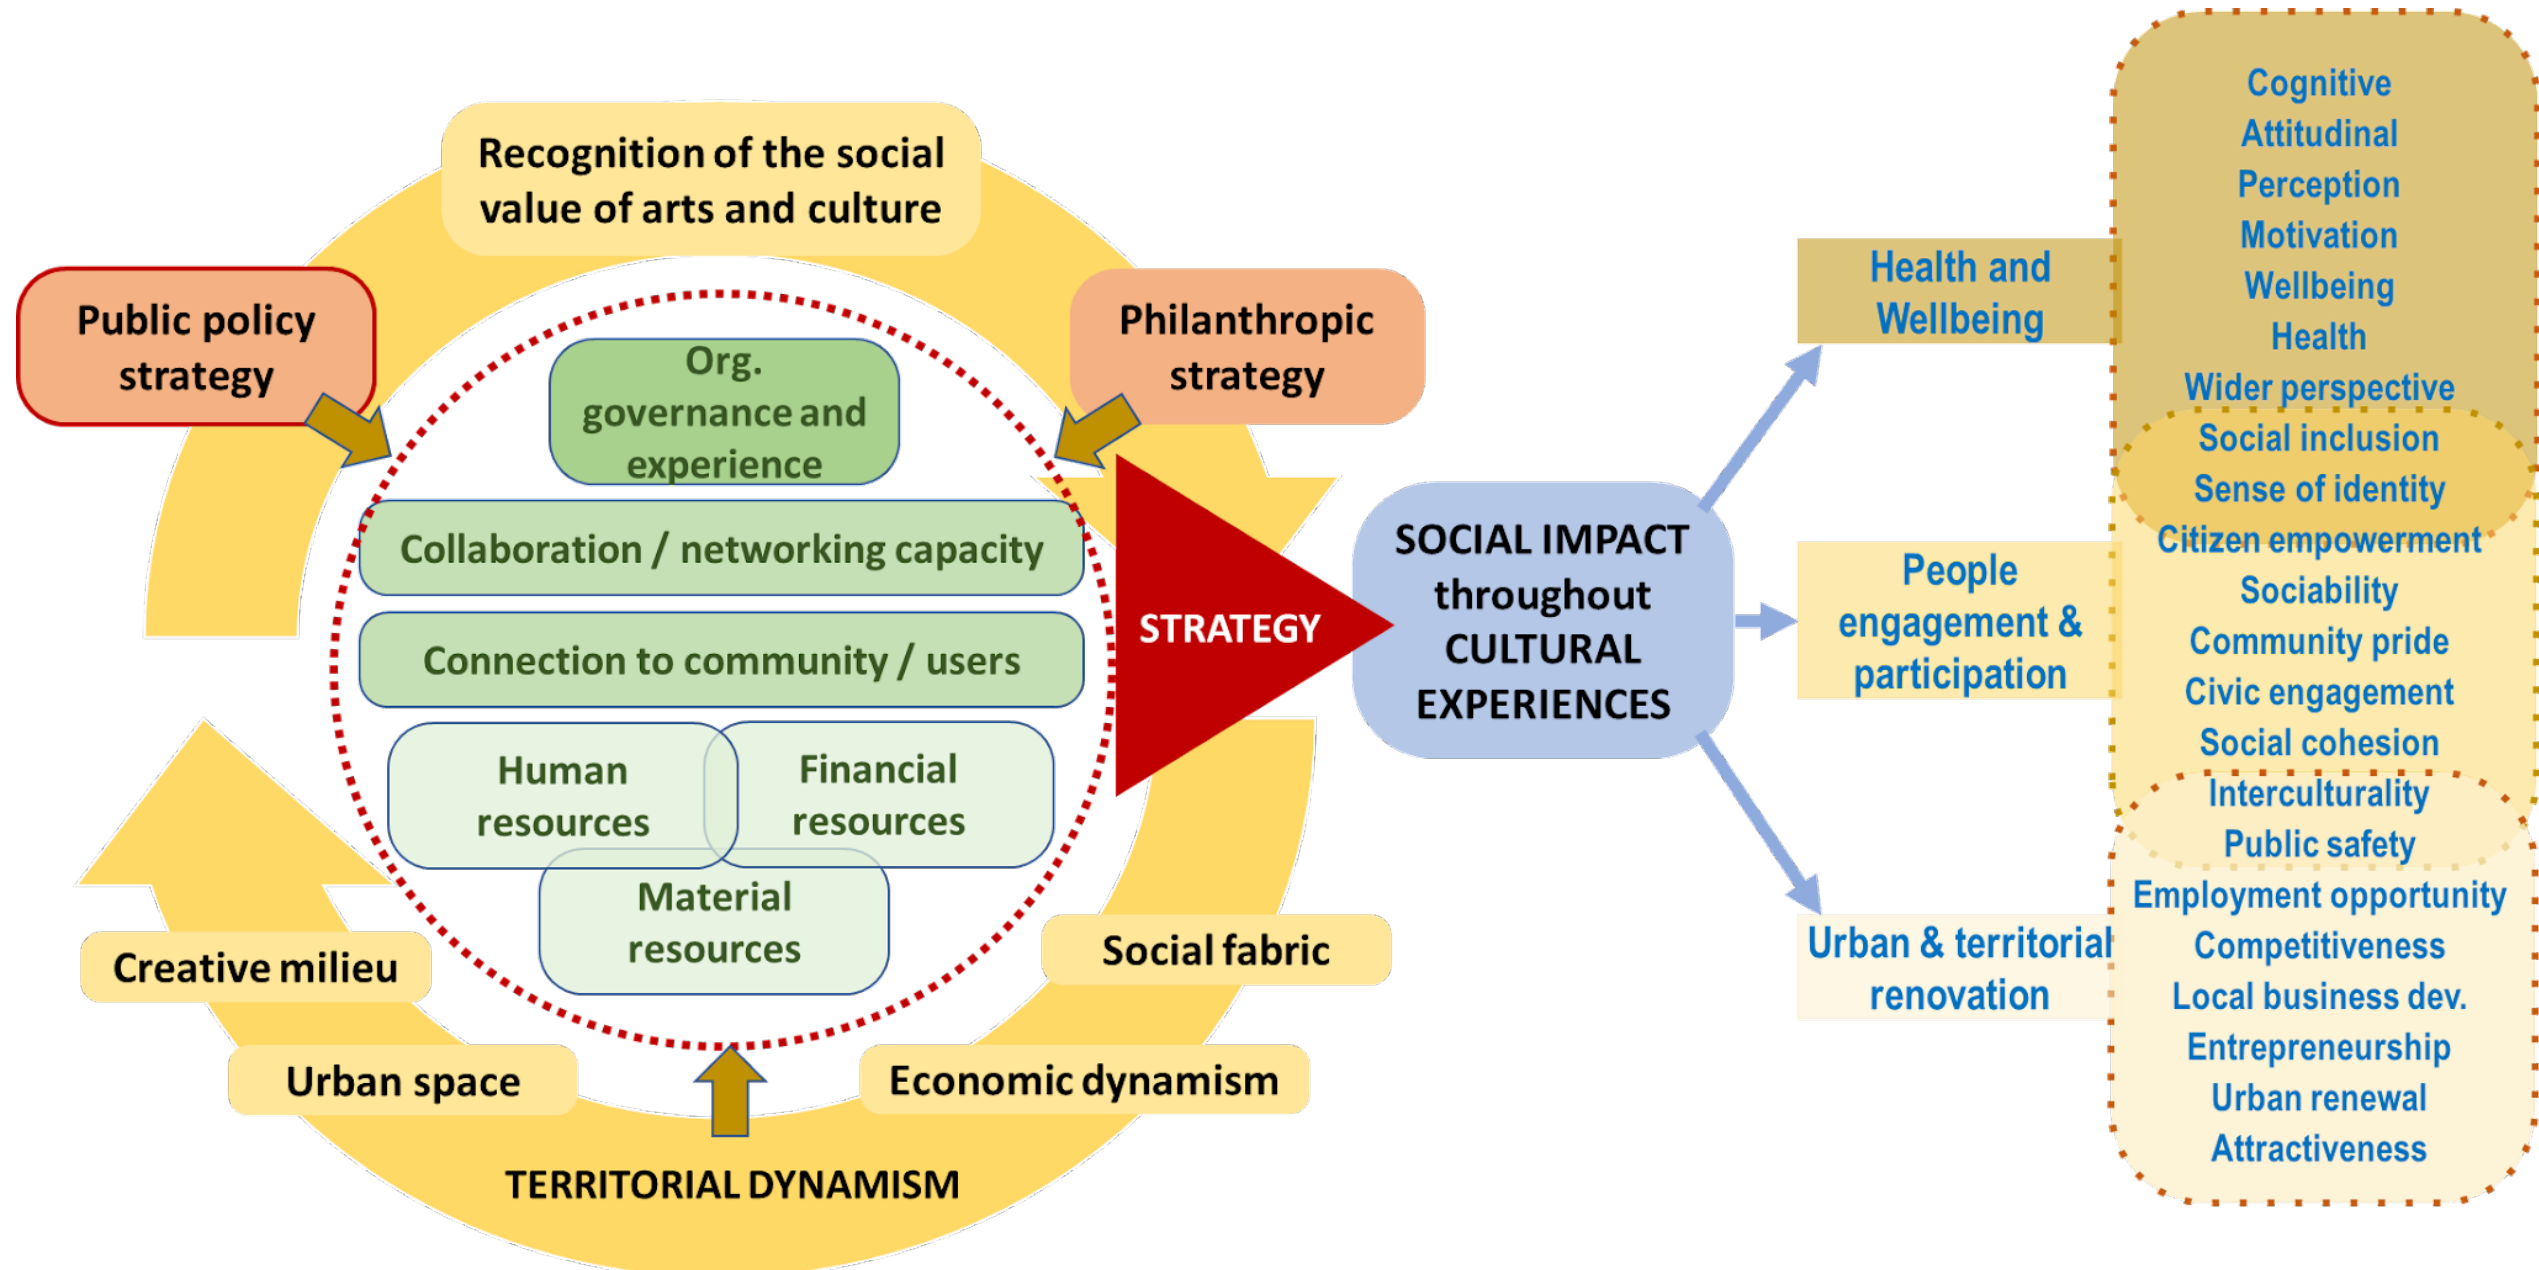 Recognition of the social
value of arts and culture
Public policy
strategy
Philanthropic
strategy
Org.
governance and
experience
Collaboration / networking capacity
Connection to community / users
Human
resources
Financial
resources
Material
resources
Creative milieu
Urban space
Social fabric
Economic dynamism
TERRITORIAL DYNAMISM
STRATEGY
SOCIAL IMPACT
throughout
CULTURAL
EXPERIENCES
Health and
Wellbeing
People
engagement &
participation
Urban & territorial
renovation
Cognitive
Attitudinal
Perception
Motivation
Wellbeing
Health
Wider perspective
Social inclusion
Sense of identity
Citizen empowerment
Sociability
Community pride
Civic engagement
Social cohesion
Interculturality
Public safety
Employment opportunity
Competitiveness
Local business dev.
Entrepreneurship
Urban renewal
Attractiveness